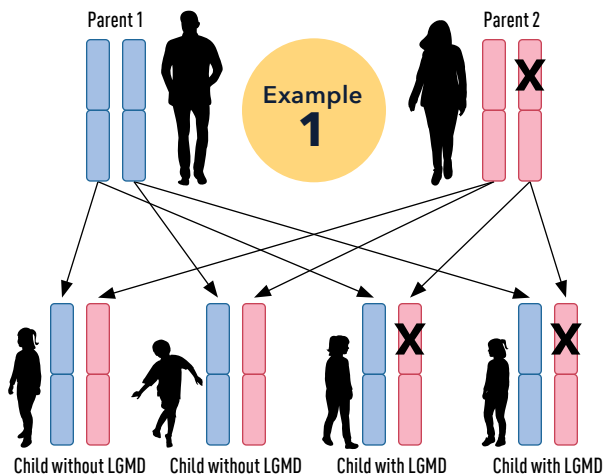 Parent 1
Parent 2
Example
1
X
X
X
Child without LGMD
Child without LGMD
Child with LGMD
Child with LGMD